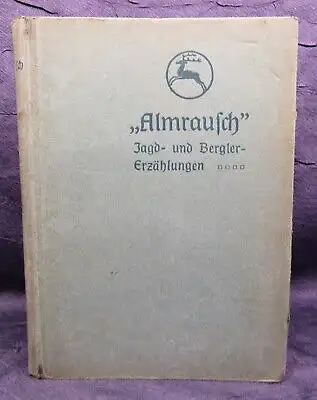 „Almrausch"
Jagd- und Bergler-
Erzählungen